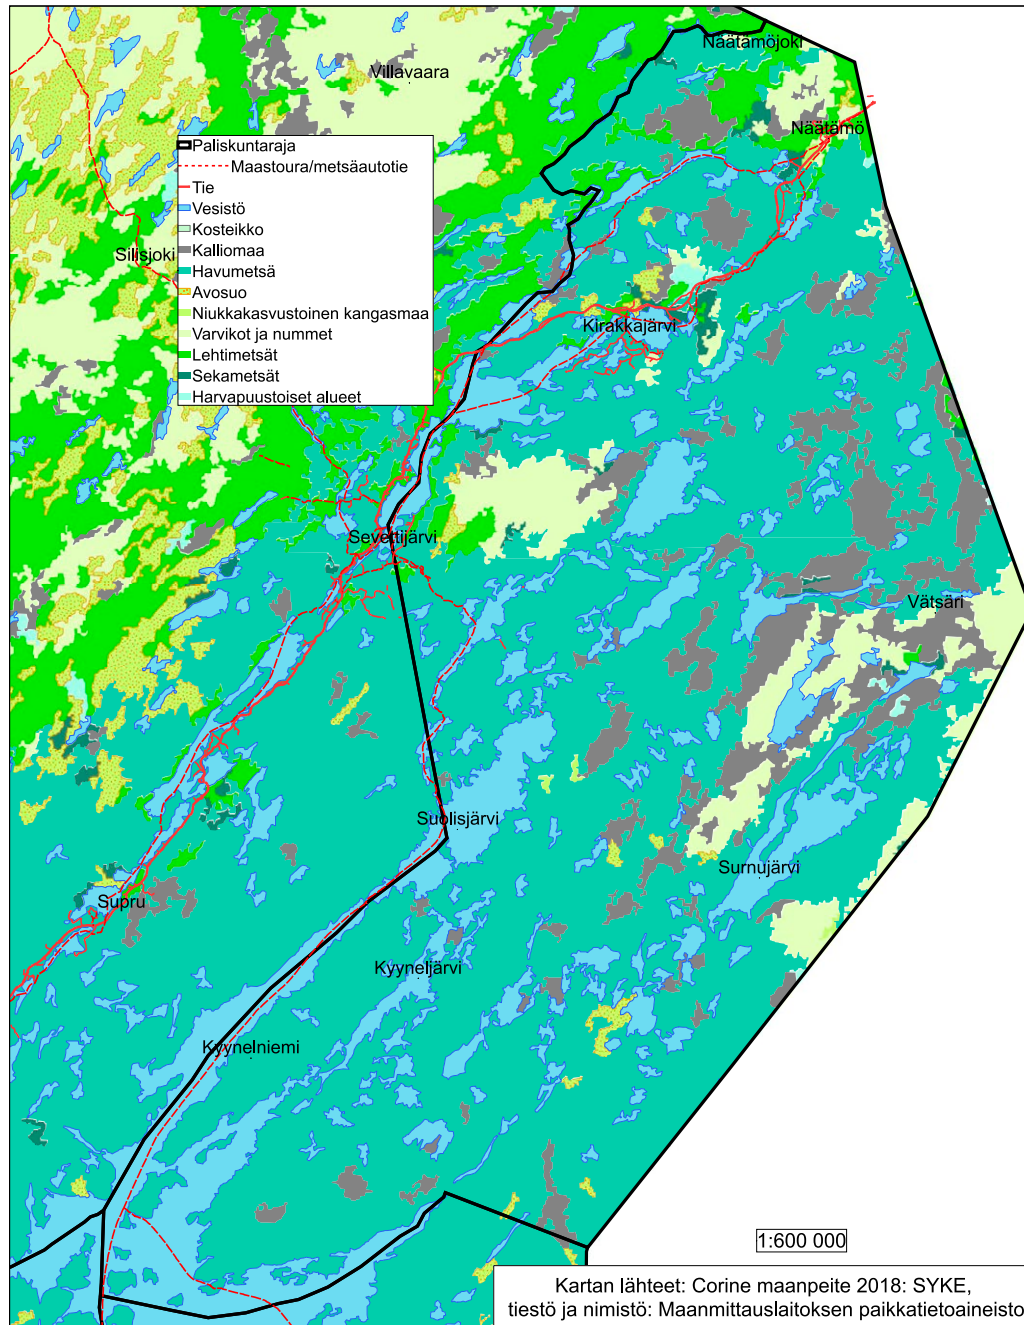 Näätämöjoki
Villavaara
Näätämö
Paliskuntaraja
Maastoura/metsäautotie
Tie
Vesistö
Kosteikko
Kalliomaa
Havumetsä
Avosuo
Niukkakasvustoinen kangasmaa
Varvikot ja nummet
Lehtimetsät
Sekametsät
Harvapuustoiset alueet
Silisjoki
Kirakkajärvi
Sevettijärvi
Vätsäri
Suolisjärvi
Surnujärvi
Supru
Kyyneljärvi
Kyynelniemi
1:600 000
Kartan lähteet: Corine maanpeite 2018: SYKE,
tiestö ja nimistö: Maanmittauslaitoksen paikkatietoaineisto